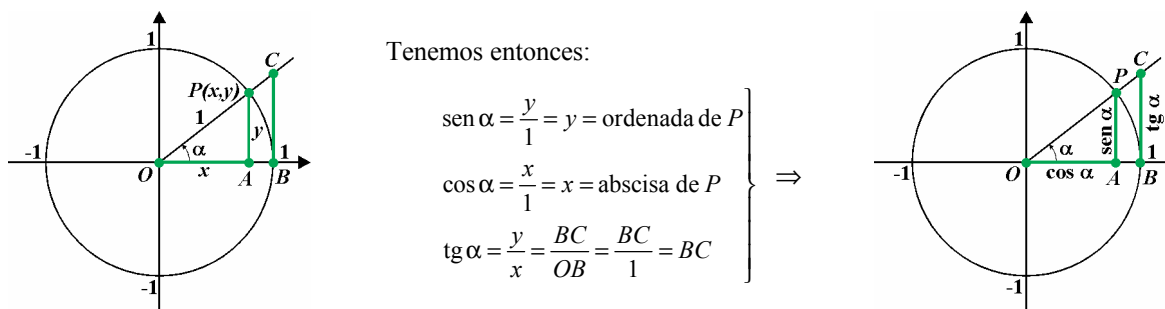 1
C
P(x,y)
1
y
α
-1
1
O
x
A
B
-1
Tenemos entonces:
sen α = y/1 = y = ordenada de P
cos α = x/1 = x = abscisa de P
tg α = y/x = BC/OB = BC/1 = BC
⇒
1
C
P
sen α
tg α
α
-1
1
O
cos α
A
B
-1